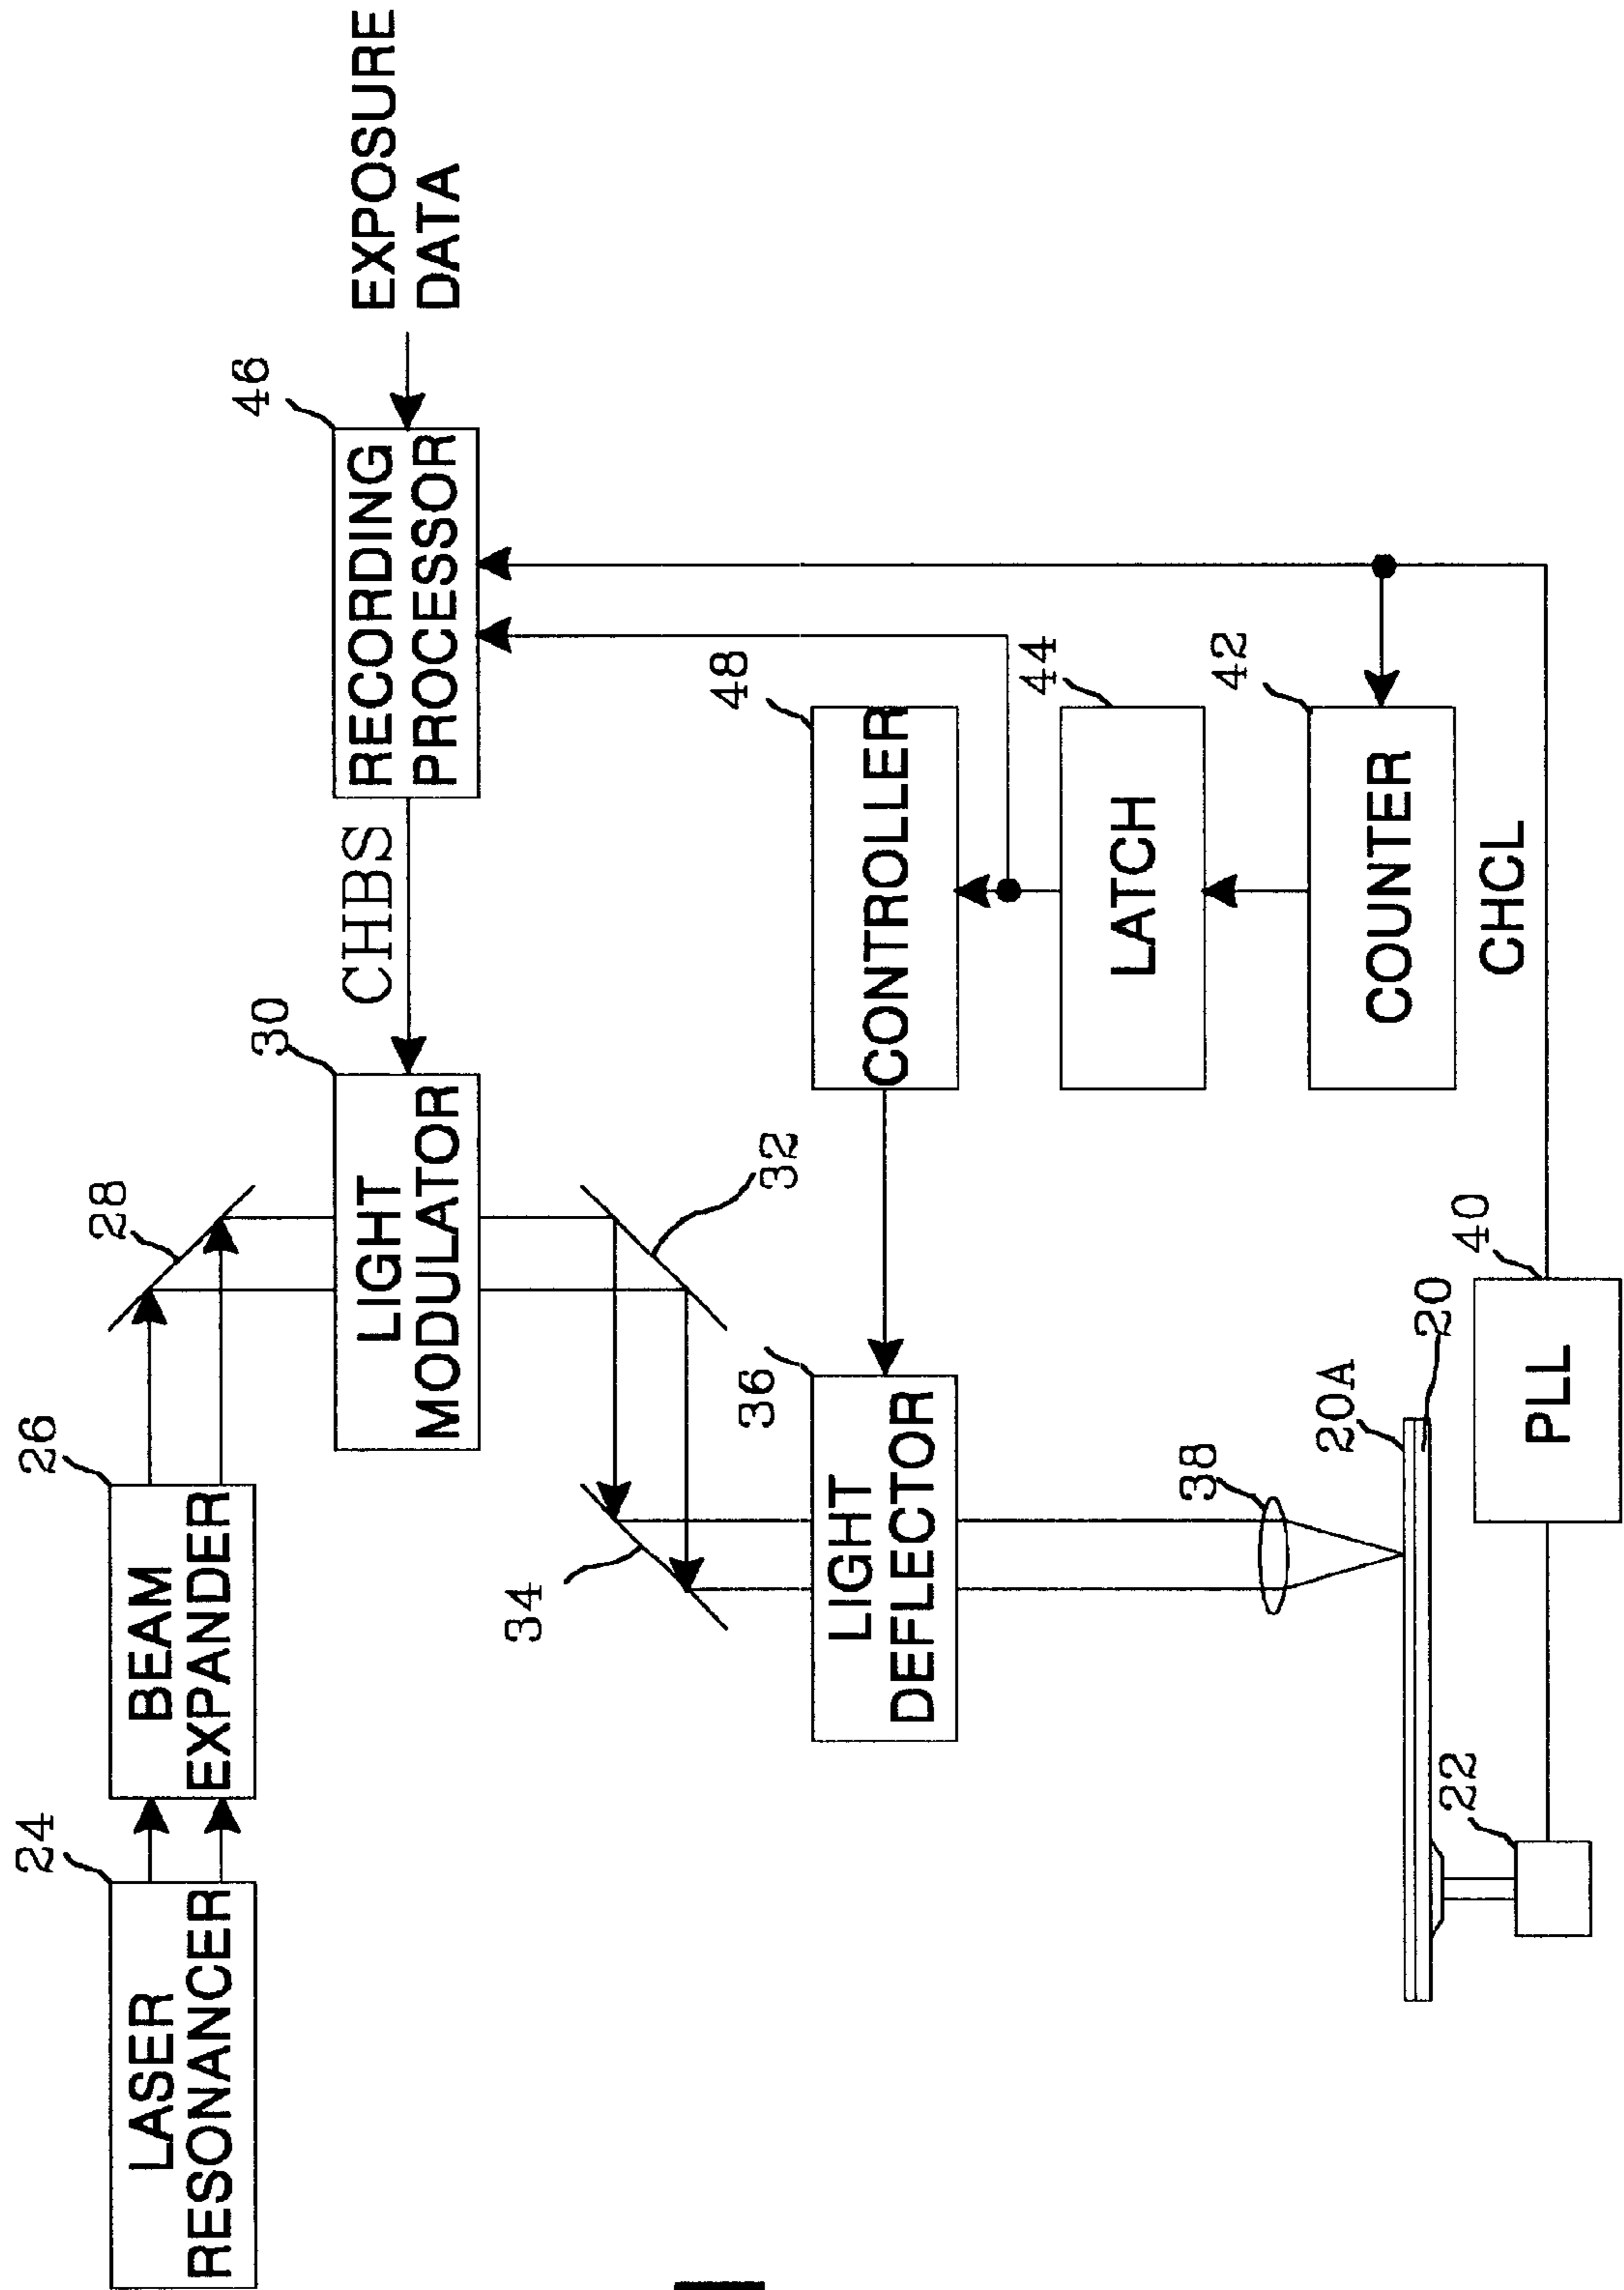 24
LASER
RESONANCER
26
BEAM
EXPANDER
28
30
LIGHT
MODULATOR
CHBS
46
RECORDING
PROCESSOR
EXPOSURE
DATA
34
32
36
LIGHT
DEFLECTOR
48
CONTROLLER
44
LATCH
42
COUNTER
CHCL
38
20A
20
22
40
PLL